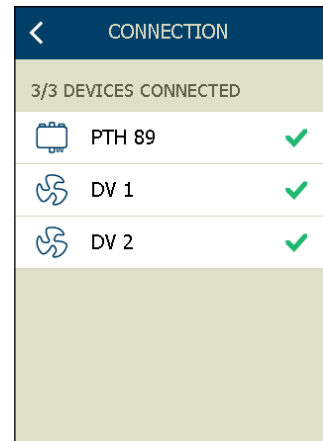 CONNECTION
3/3 DEVICES CONNECTED
PTH 89
DV 1
DV 2